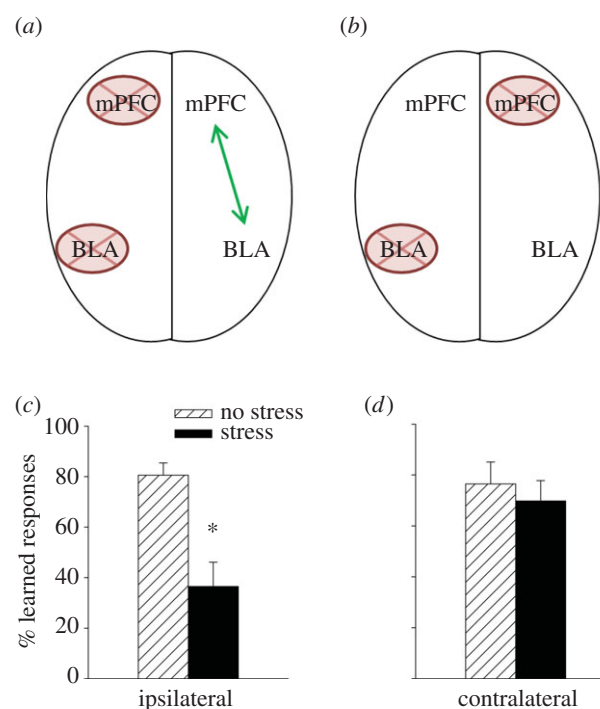 (a)
(b)
mPFC mPFC
mPFC mPFC
BLA BLA
BLA BLA
(c)
(d)
no stress
stress
% learned responses
100
80
60
40
20
0
*
ipsilateral
contralateral